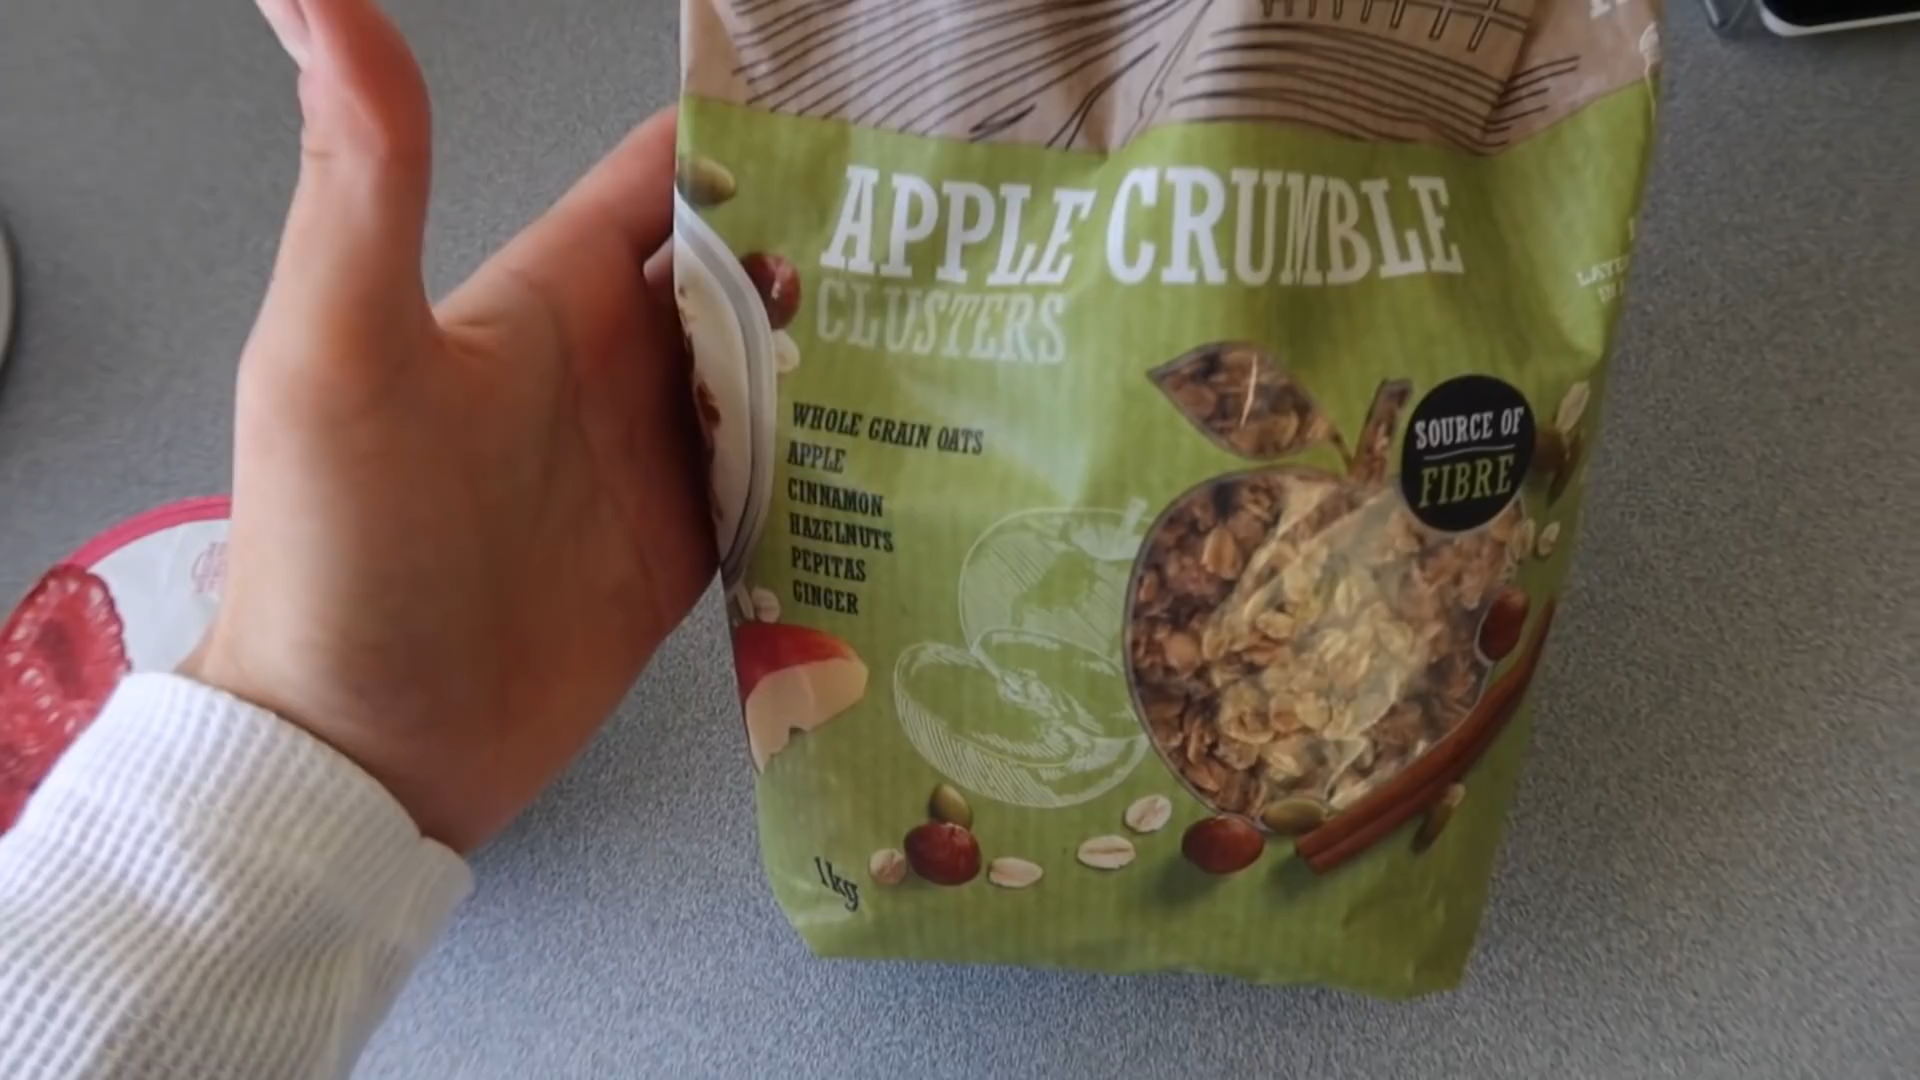 APPLE CRUMBLE
CLUSTERS
WHOLE GRAIN OATS
APPLE
CINNAMON
HAZELNUTS
PEPITAS
GINGER
SOURCE OF
FIBRE
1kg